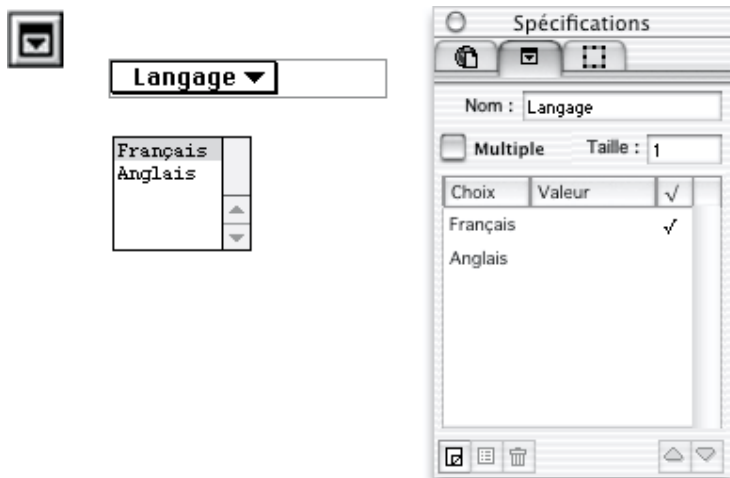 Langage
Français
Anglais
Spécifications
Nom : Langage
Multiple Taille : 1
Choix Valeur √
Français √
Anglais